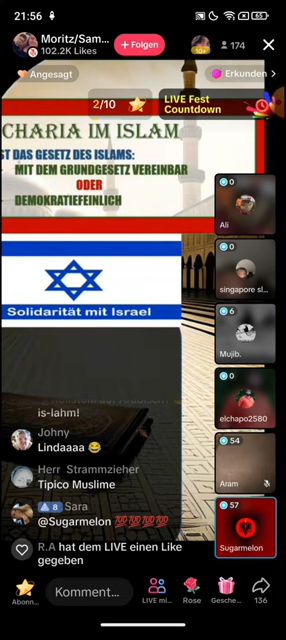 21:56
65
Moritz/Sam...
102.2K Likes
+ Folgen
10+
174
Angesagt
Erkunden >
2/10
LIVE Fest
Countdown
CHARIA IM ISLAM
ST DAS GESETZ DES ISLAMS:
MIT DEM GRUNDGESETZ VEREINBAR
ODER
DEMOKRATIEFEINLICH
Solidarität mit Israel
0
Ali
0
singapore sl...
6
Mujib.
0
elchapo2580
54
Aram
57
Sugarmelon
is-lahm!
Johny
Lindaaaa 😂
Herr Strammzieher
Tipico Muslime
8 Sara
@Sugarmelon 💯💯💯💯
R.A hat dem LIVE einen Like
gegeben
Abonn...
Komment...
LIVE mi...
Rose
Gesche...
136